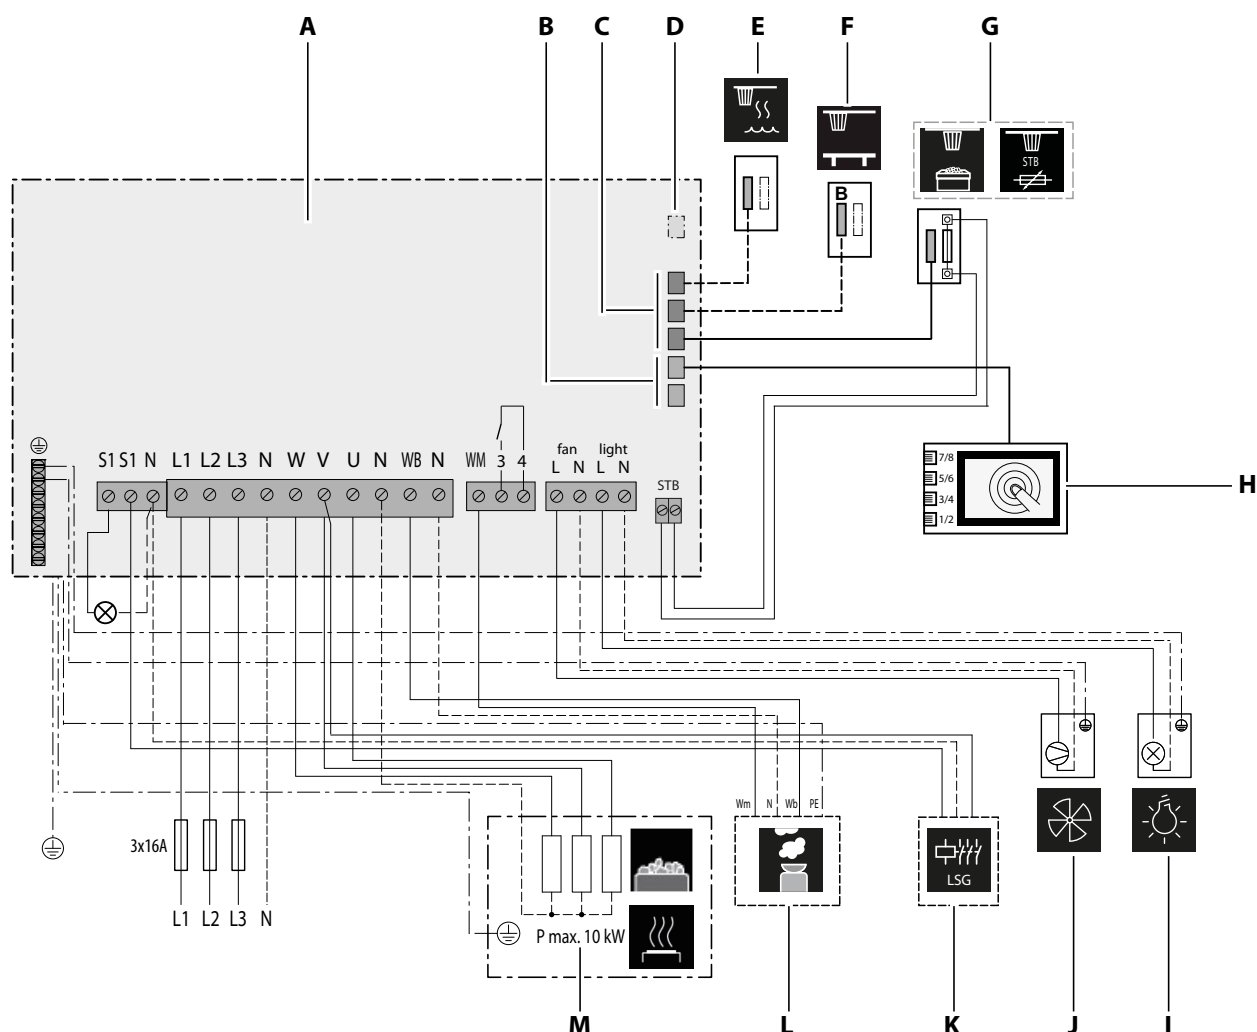 A B C D E F G
STB
B
H
7/8
5/6
3/4
1/2
fan light
S1 S1 N L1 L2 L3 N W V U N WB N WM 3 4 L N L N
STB
3x16A
L1 L2 L3 N
P max. 10 kW
Wm N Wb PE
LSG
M L K J I